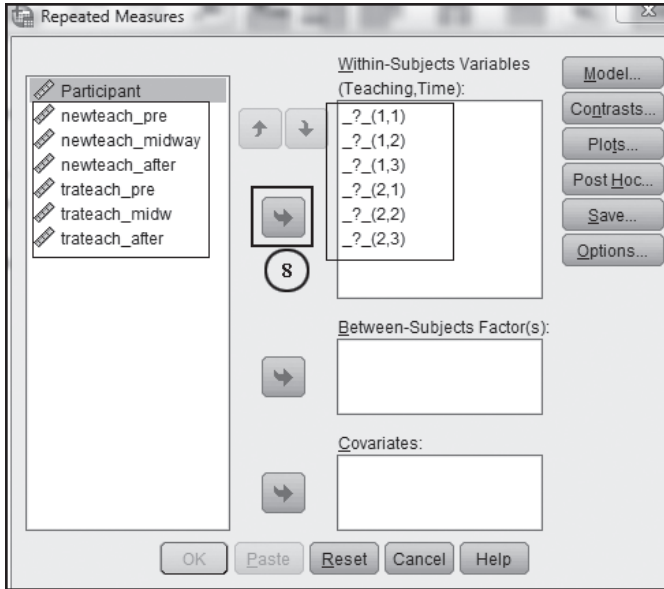 Repeated Measures
Participant
newteach_pre
newteach_midway
newteach_after
trateach_pre
trateach_midw
trateach_after
8
Within-Subjects Variables
(Teaching,Time):
_?_(1,1)
_?_(1,2)
_?_(1,3)
_?_(2,1)
_?_(2,2)
_?_(2,3)
Between-Subjects Factor(s):
Covariates:
Model...
Contrasts...
Plots...
Post Hoc...
Save...
Options...
OK Paste Reset Cancel Help